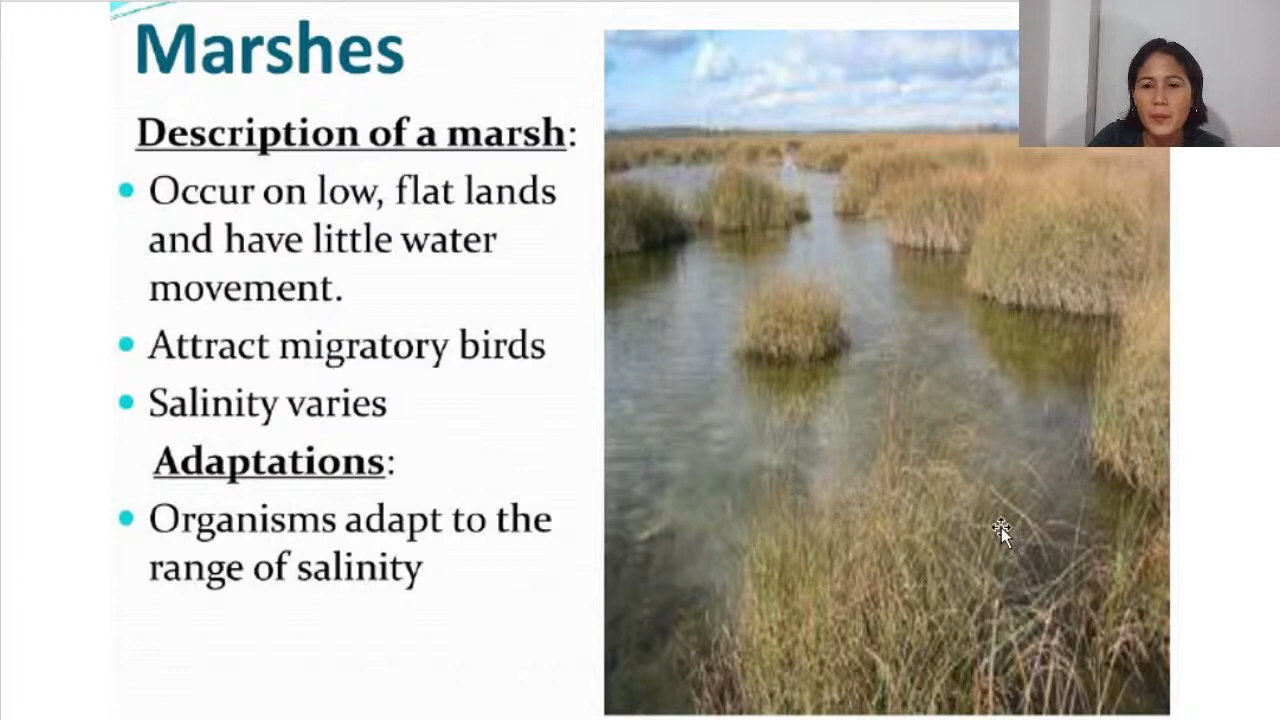 Marshes
Description of a marsh:
• Occur on low, flat lands
and have little water
movement.
• Attract migratory birds
• Salinity varies
Adaptations:
• Organisms adapt to the
range of salinity